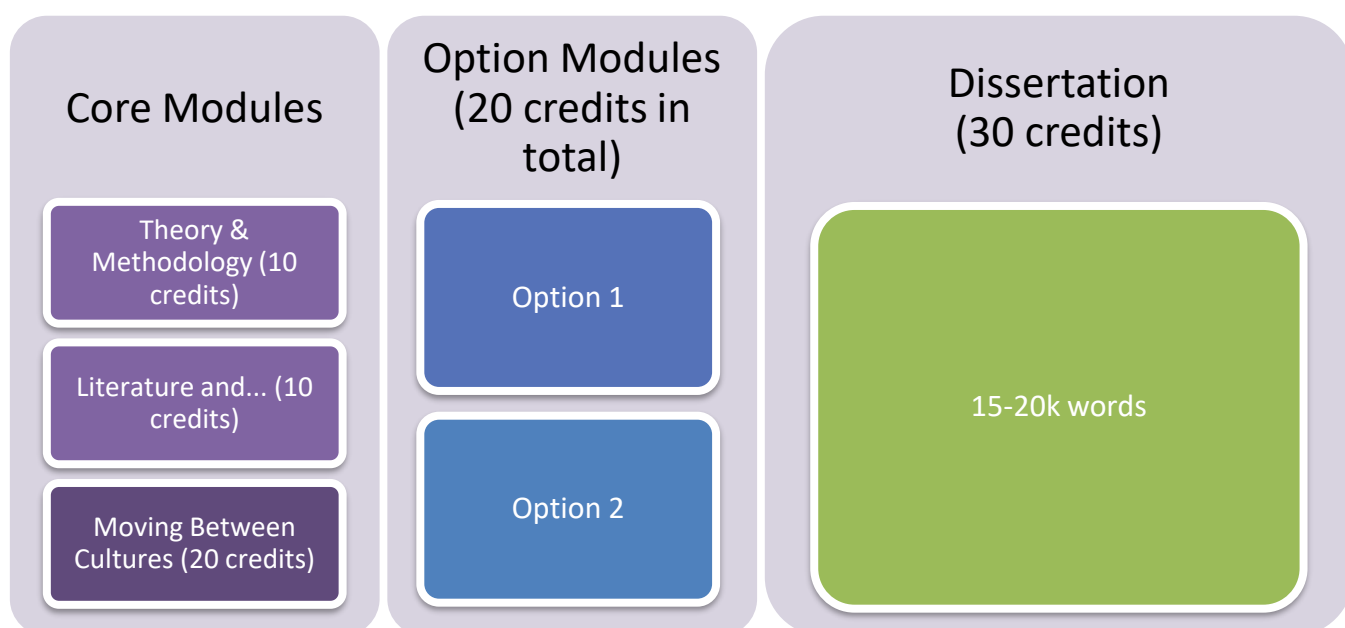 Core Modules
Theory &
Methodology (10
credits)
Literature and... (10
credits)
Moving Between
Cultures (20 credits)
Option Modules
(20 credits in
total)
Option 1
Option 2
Dissertation
(30 credits)
15-20k words